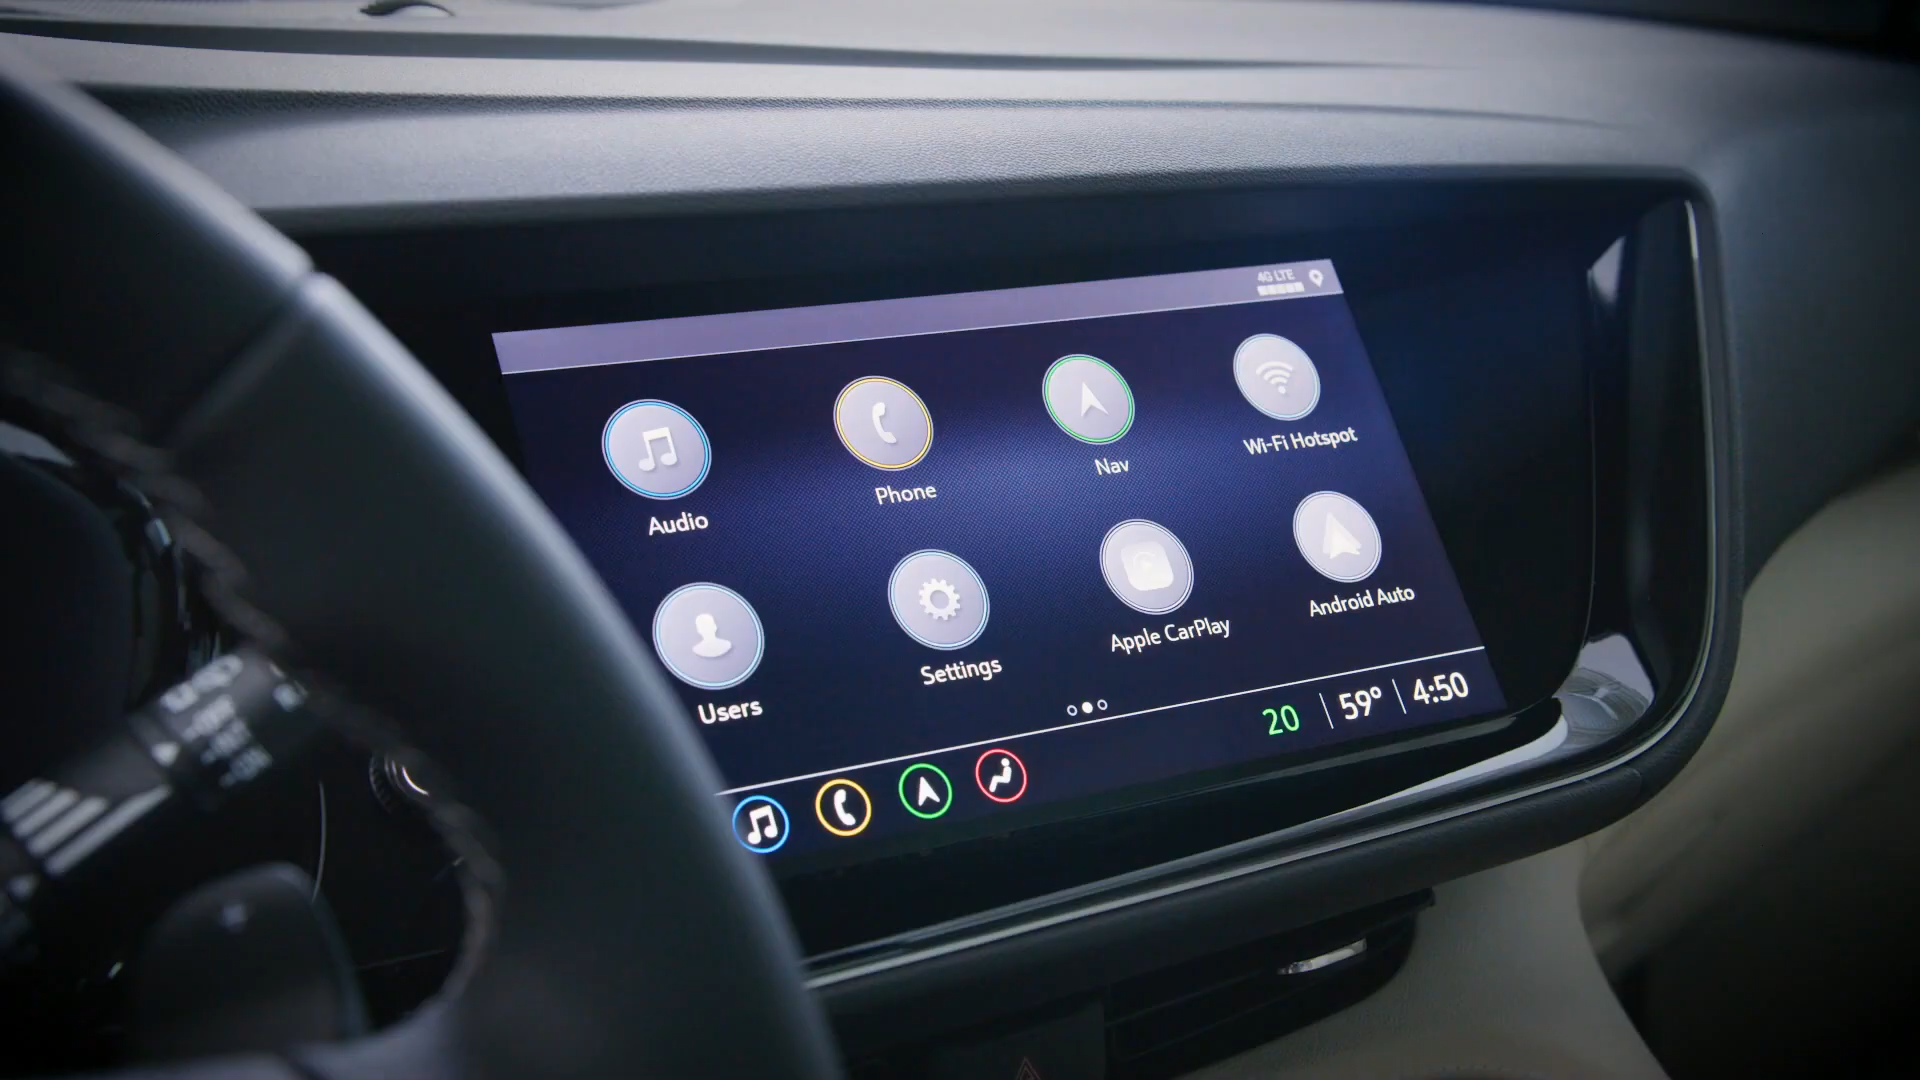 4G LTE
Audio
Phone
Nav
Wi-Fi Hotspot
Users
Settings
Apple CarPlay
Android Auto
20
59°
4:50